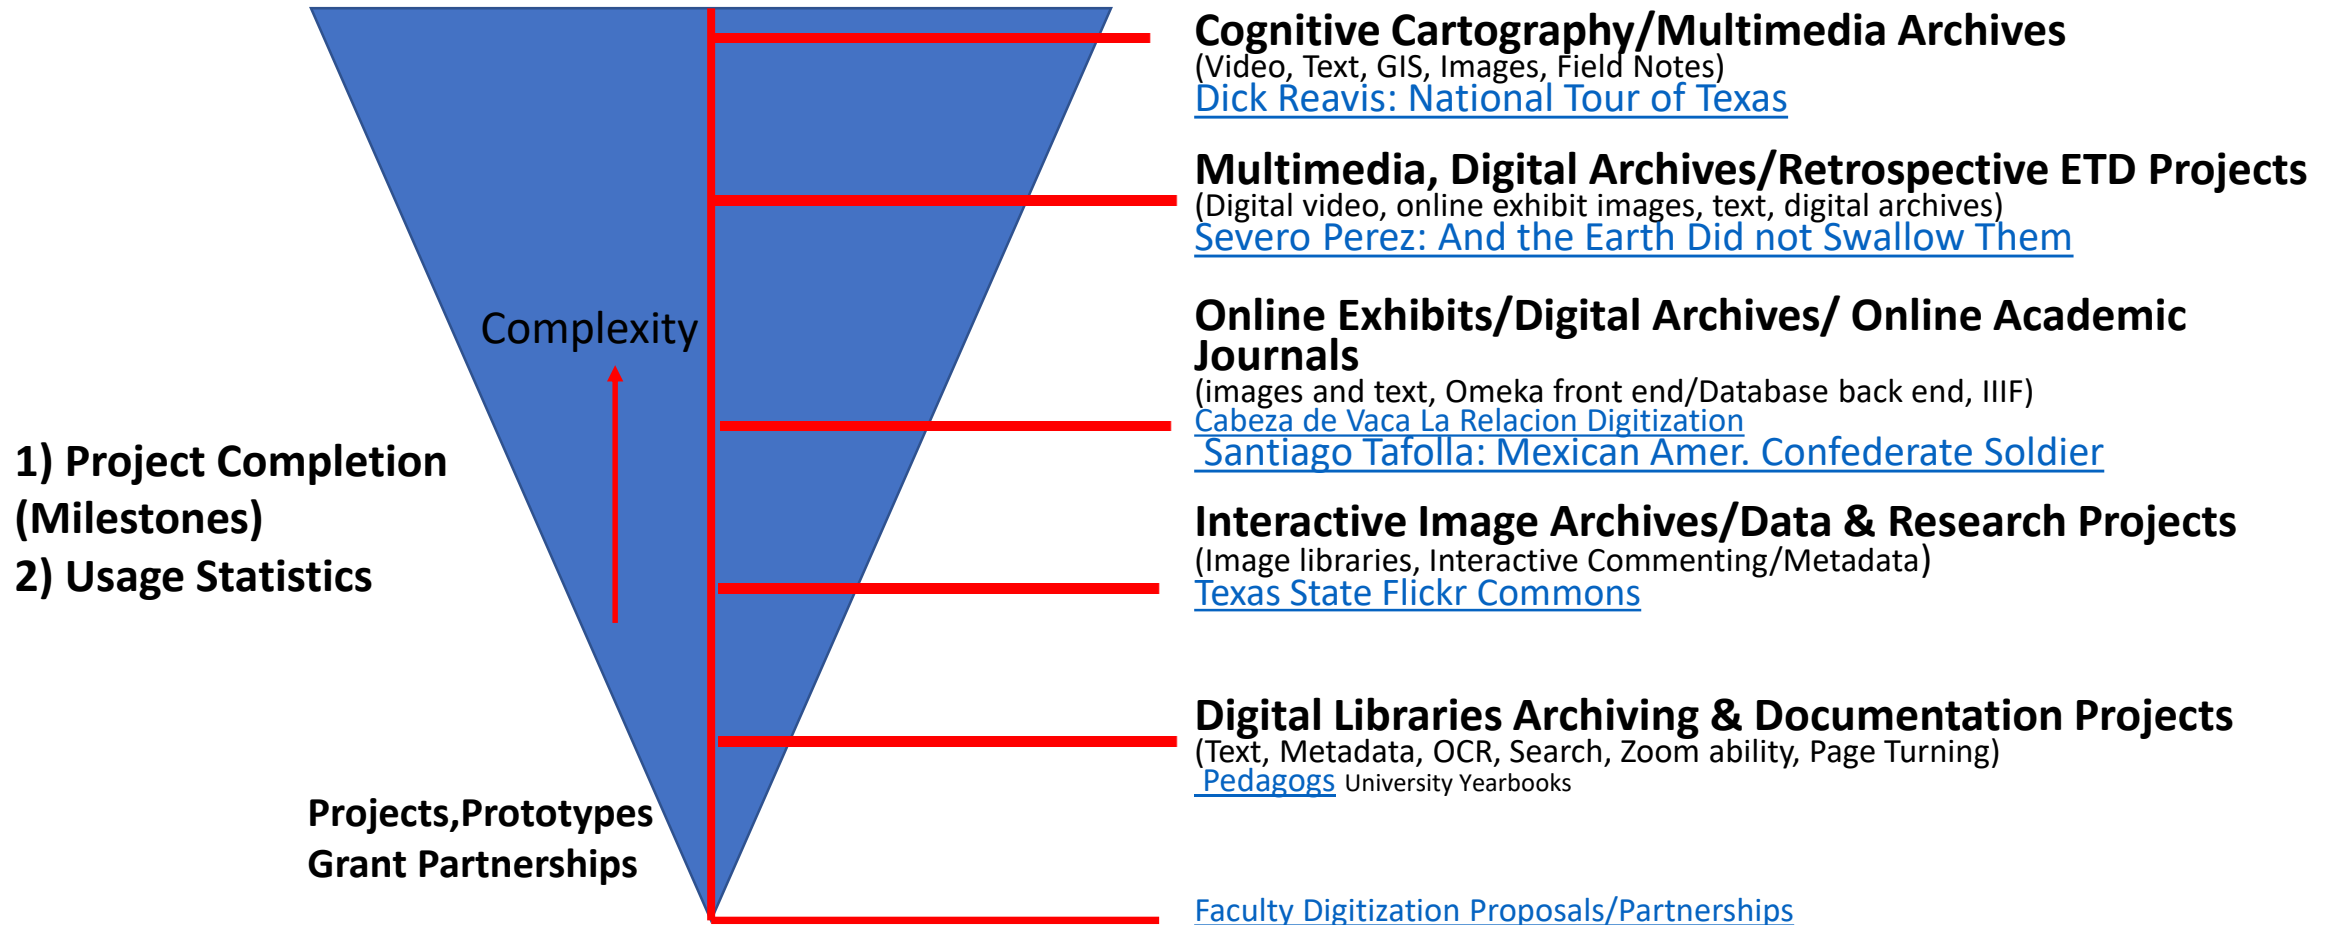 Cognitive Cartography/Multimedia Archives
(Video, Text, GIS, Images, Field Notes)
Dick Reavis: National Tour of Texas
Multimedia, Digital Archives/Retrospective ETD Projects
(Digital video, online exhibit images, text, digital archives)
Severo Perez: And the Earth Did not Swallow Them
Complexity
Online Exhibits/Digital Archives/ Online Academic
Journals
(images and text, Omeka front end/Database back end, IIIF)
Cabeza de Vaca La Relacion Digitization
Santiago Tafolla: Mexican Amer. Confederate Soldier
1) Project Completion
(Milestones)
2) Usage Statistics
Interactive Image Archives/Data & Research Projects
(Image libraries, Interactive Commenting/Metadata)
Texas State Flickr Commons
Digital Libraries Archiving & Documentation Projects
(Text, Metadata, OCR, Search, Zoom ability, Page Turning)
Pedagogs University Yearbooks
Projects,Prototypes
Grant Partnerships
Faculty Digitization Proposals/Partnerships